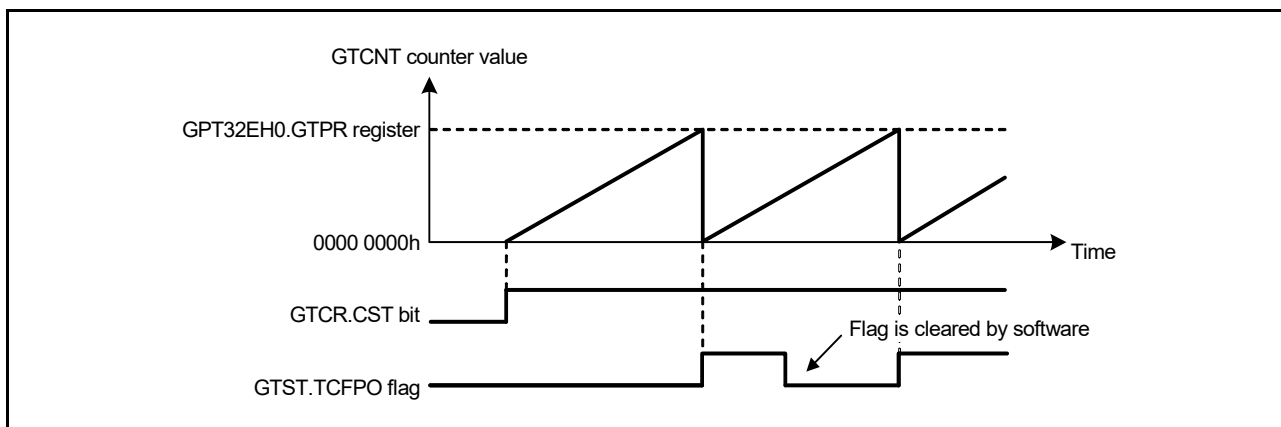 GTCNT counter value
GPT32EH0.GTPR register
0000 0000h
Time
GTCR.CST bit
Flag is cleared by software
GTST.TCFPO flag